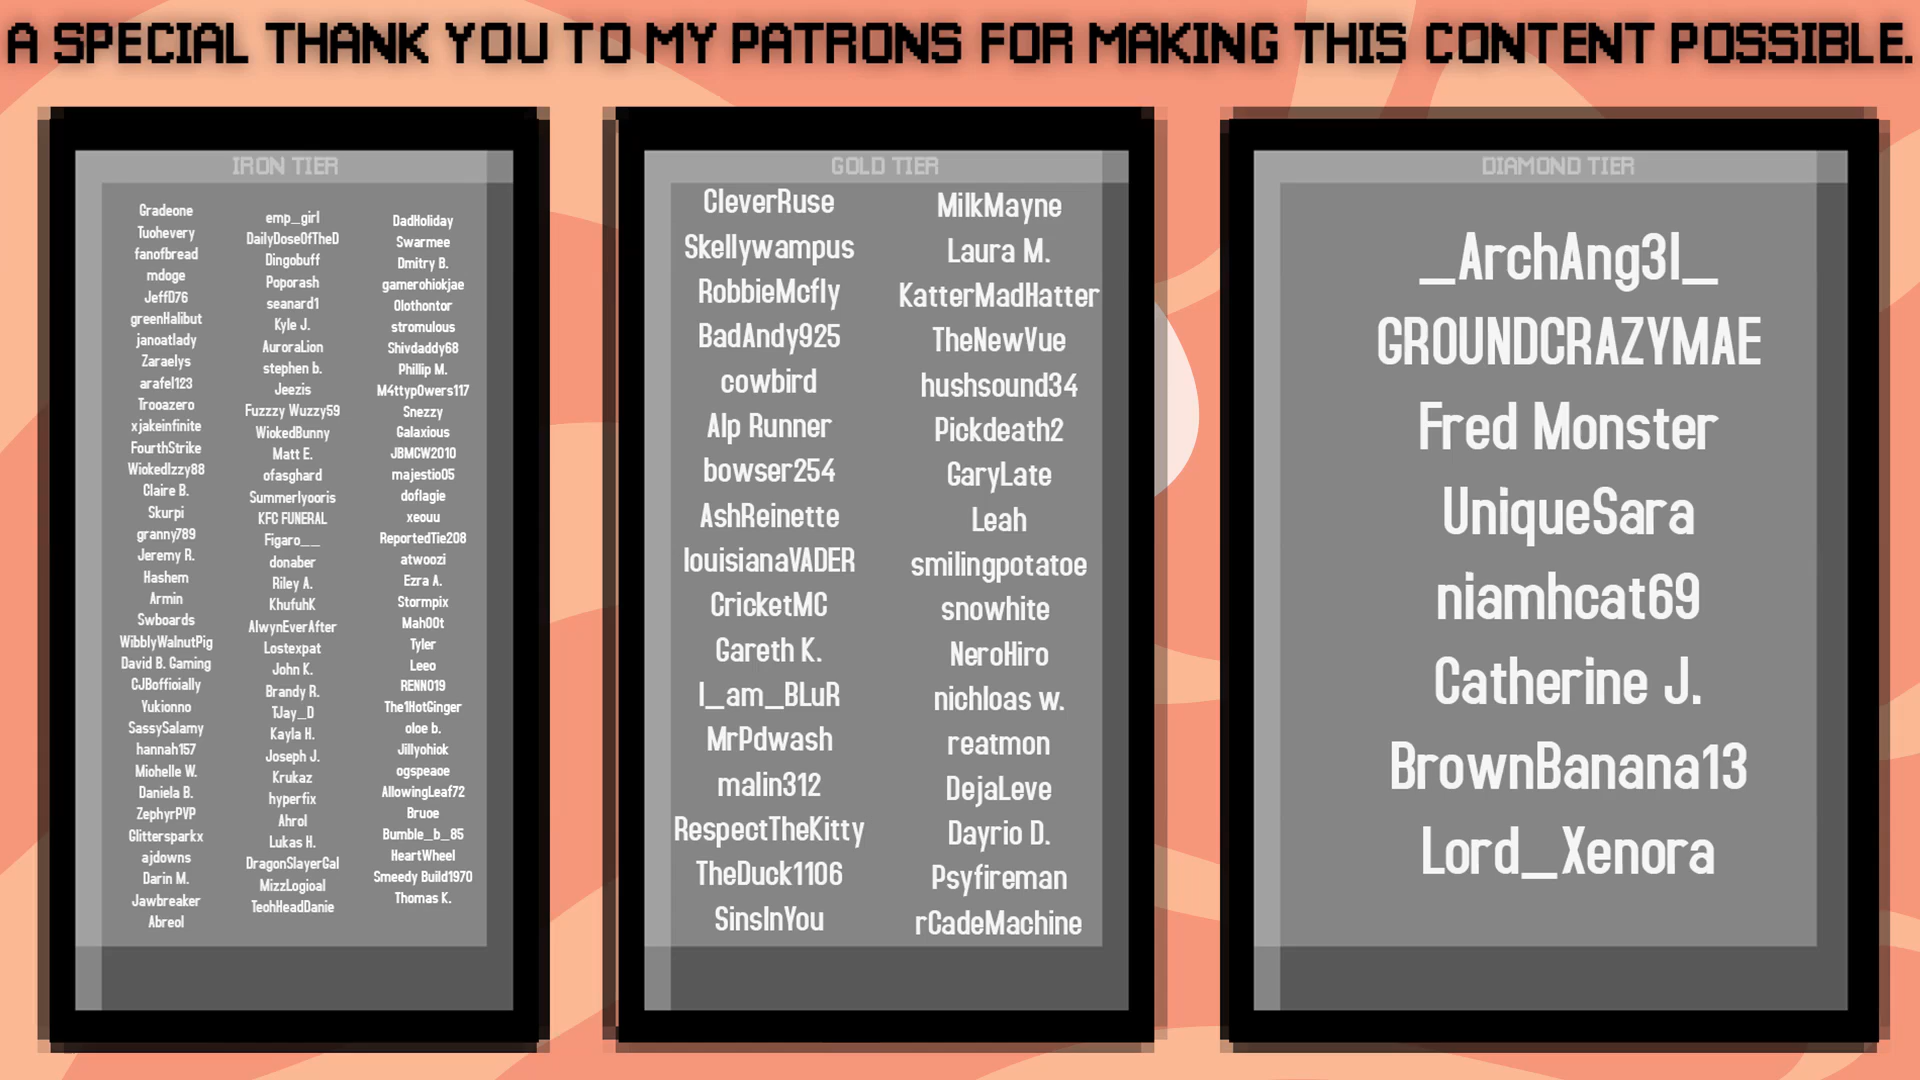 A SPECIAL THANK YOU TO MY PATRONS FOR MAKING THIS CONTENT POSSIBLE.
IRON TIER
Gradeone
Tuohevery
fanofbread
mdoge
JeffD76
greenHalibut
janoatlady
Zaraelys
arafel123
Trooazero
xjakeinfinite
FourthStrike
WiokedIzzy88
Claire B.
Skurpi
granny789
Jeremy R.
Hashem
Armin
Swboards
WibblyWalnutPig
David B. Gaming
CJBoffioially
Yukionno
SassySalamy
hannah157
Miohelle W.
Daniela B.
ZephyrPVP
Glittersparkx
ajdowns
Darin M.
Jawbreaker
Abreol
emp_girl
DailyDoseOfTheD
Dingobuff
Poporash
seanard1
Kyle J.
AuroraLion
stephen b.
Jeezis
Fuzzzy Wuzzy59
WiokedBunny
Matt E.
ofasghard
Summerlyooris
KFC FUNERAL
Figaro__
donaber
Riley A.
KhufuhK
AlwynEverAfter
Lostexpat
John K.
Brandy R.
TJay_D
Kayla H.
Joseph J.
Krukaz
hyperfix
Ahrol
Lukas H.
DragonSlayerGal
MizzLogioal
TeohHeadDanie
DadHoliday
Swarmee
Dmitry B.
gamerohiokjae
Olothontor
stromulous
Shivdaddy68
Phillip M.
M4ttyp0wers117
Snezzy
Galaxious
JBMCW2010
majestio05
doflagie
xeouu
ReportedTie208
atwoozi
Ezra A.
Stormpix
Mah00t
Tyler
Leeo
RENN019
The1HotGinger
oloe b.
Jillyohiok
ogspeaoe
AllowingLeaf72
Bruoe
Bumble_b_85
HeartWheel
Smeedy Build1970
Thomas K.
GOLD TIER
CleverRuse
Skellywampus
RobbieMcfly
BadAndy925
cowbird
Alp Runner
bowser254
AshReinette
louisianaVADER
CricketMC
Gareth K.
I_am_BLuR
MrPdwash
malin312
RespectTheKitty
TheDuck1106
SinsInYou
MilkMayne
Laura M.
KatterMadHatter
TheNewVue
hushsound34
Pickdeath2
GaryLate
Leah
smilingpotatoe
snowhite
NeroHiro
nichloas w.
reatmon
DejaLeve
Dayrio D.
Psyfireman
rCadeMachine
DIAMOND TIER
_ArchAng3l_
GROUNDCRAZYMAE
Fred Monster
UniqueSara
niamhcat69
Catherine J.
BrownBanana13
Lord_Xenora